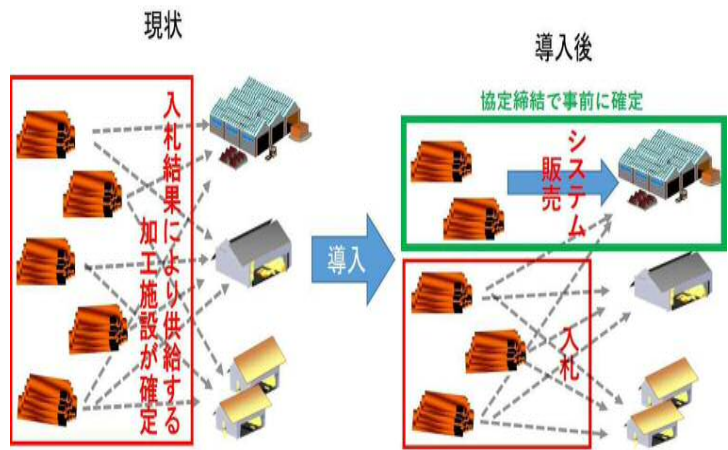 現状
入札結果により供給する
加工施設が確定
導入
導入後
協定締結で事前に確定
システム
販売
入札